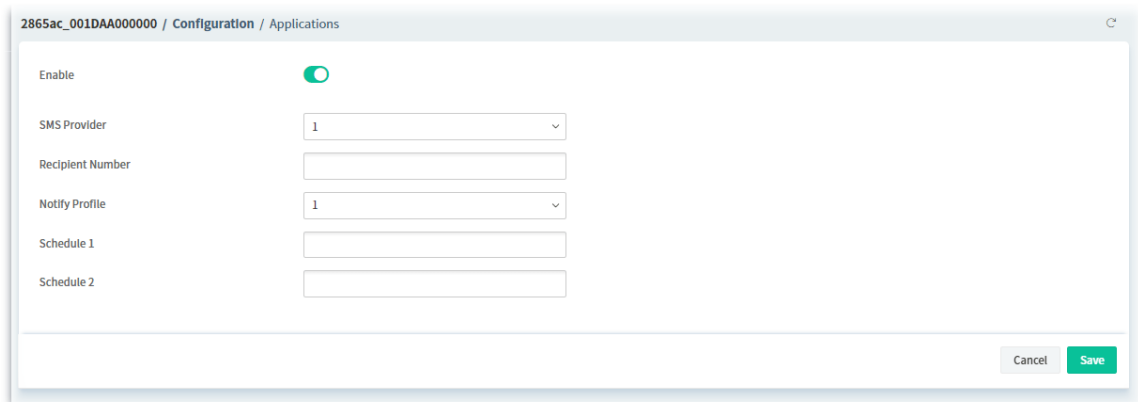 2865ac_001DAA000000 / Configuration / Applications
Enable
SMS Provider
1
Recipient Number
Notify Profile
1
Schedule 1
Schedule 2
Cancel Save